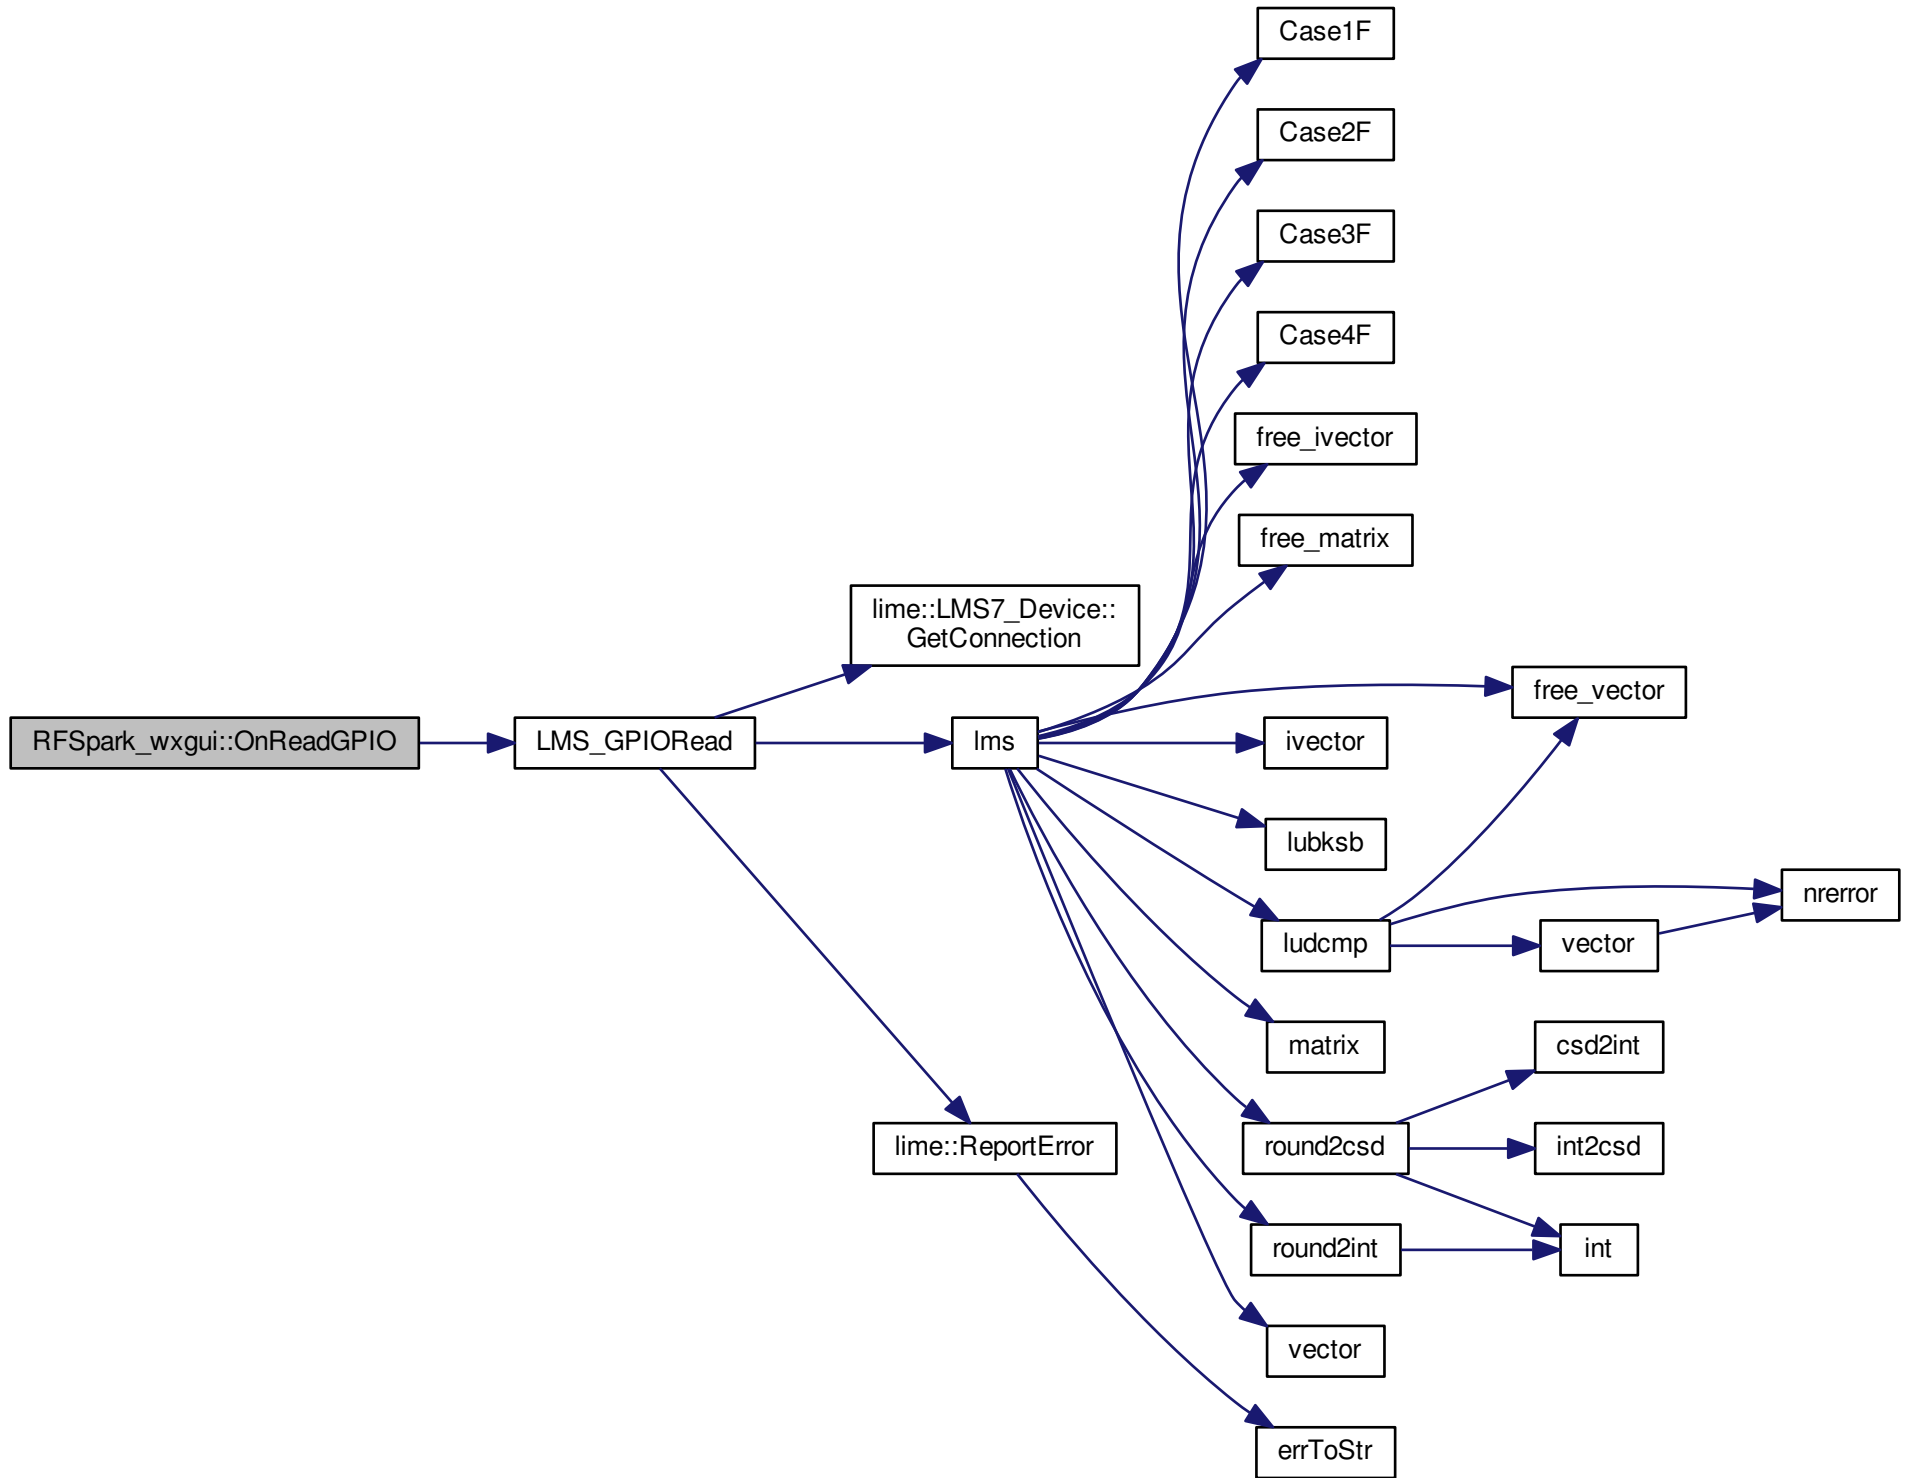 Case1F
Case2F
Case3F
Case4F
free_ivector
free_matrix
lime::LMS7_Device::
GetConnection
free_vector
RFSpark_wxgui::OnReadGPIO
LMS_GPIORead
lms
ivector
lubksb
nrerror
ludcmp
vector
matrix
csd2int
lime::ReportError
round2csd
int2csd
round2int
int
vector
errToStr